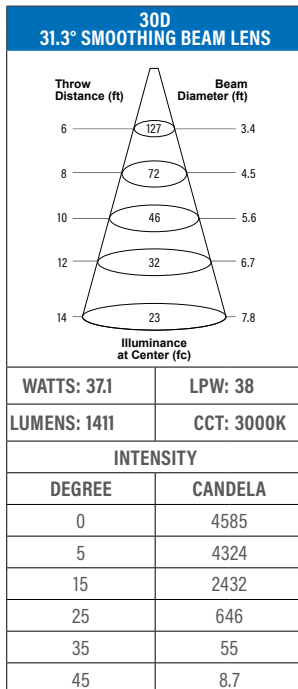 30D
31.3° SMOOTHING BEAM LENS
Throw Distance (ft)
Beam Diameter (ft)
6 127 3.4
8 72 4.5
10 46 5.6
12 32 6.7
14 23 7.8
Illuminance
at Center (fc)
WATTS: 37.1 LPW: 38
LUMENS: 1411 CCT: 3000K
INTENSITY
DEGREE CANDELA
0 4585
5 4324
15 2432
25 646
35 55
45 8.7